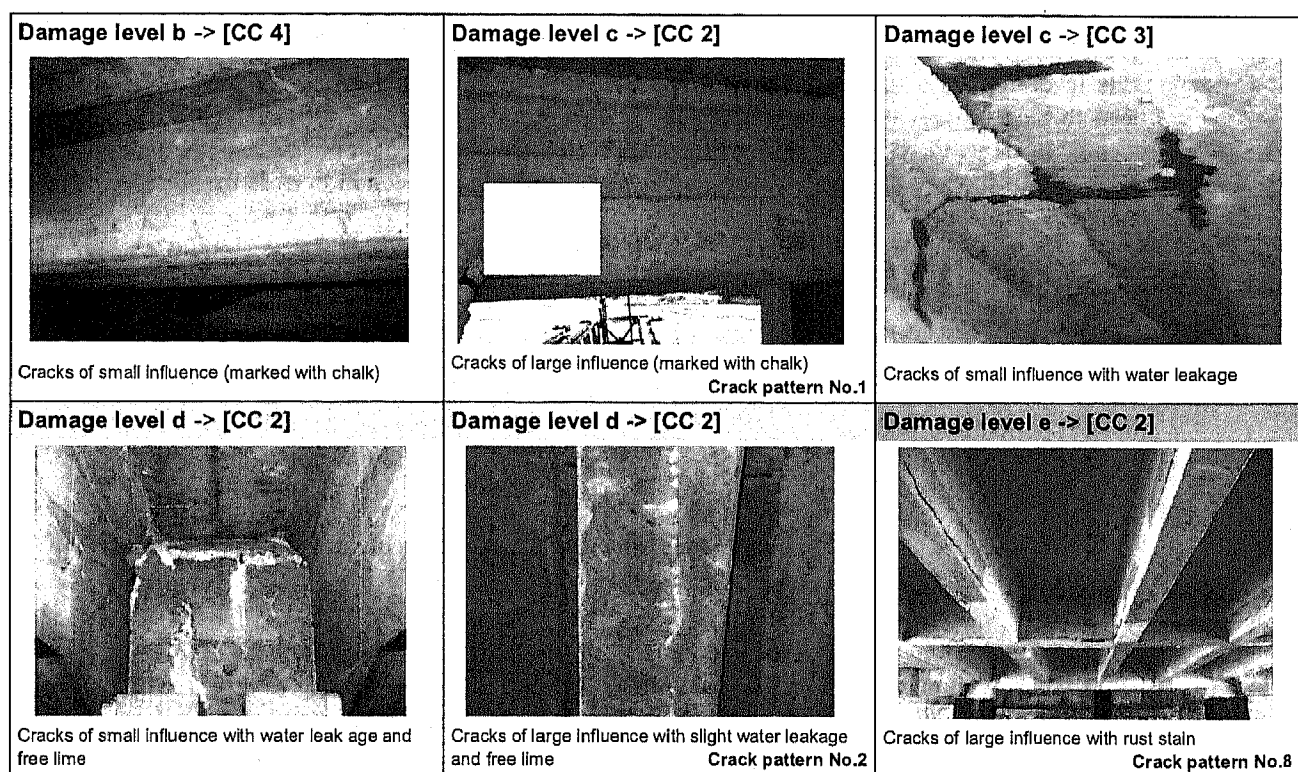 Damage level b -> [CC 4]
Cracks of small influence (marked with chalk)
Damage level c -> [CC 2]
Cracks of large influence (marked with chalk)
Crack pattern No.1
Damage level c -> [CC 3]
Cracks of small influence with water leakage
Damage level d -> [CC 2]
Cracks of small influence with water leak age and
free lime
Damage level d -> [CC 2]
Cracks of large influence with slight water leakage
and free lime
Crack pattern No.2
Damage level e -> [CC 2]
Cracks of large influence with rust stain
Crack pattern No.8